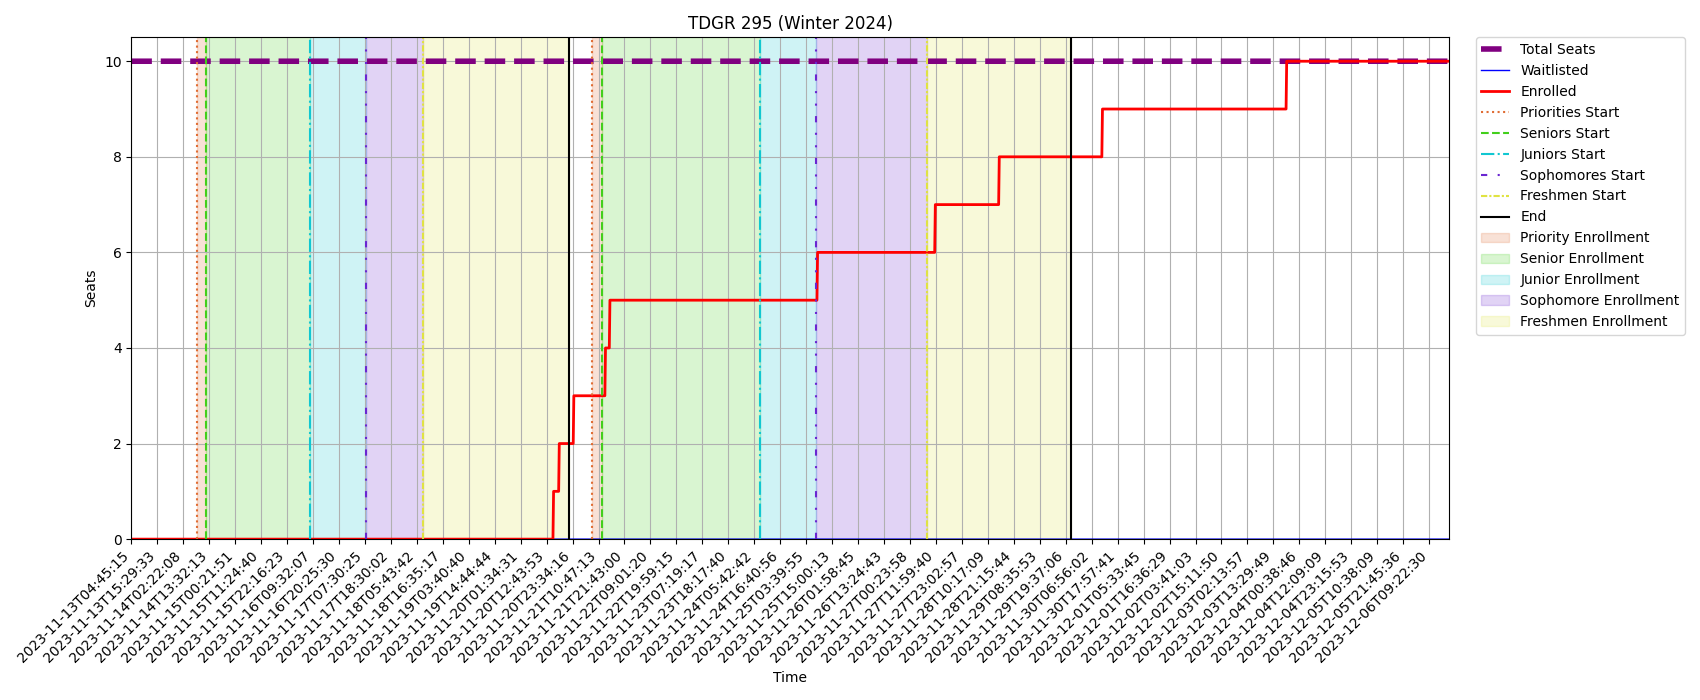 TDGR 295 (Winter 2024)
10
8
6
4
2
0
Seats
2023-11-13T04:45:15
2023-11-13T15:29:33
2023-11-14T02:22:08
2023-11-14T13:32:13
2023-11-15T00:21:51
2023-11-15T11:24:40
2023-11-15T22:16:23
2023-11-16T09:32:07
2023-11-16T20:25:30
2023-11-17T07:30:25
2023-11-17T18:30:02
2023-11-18T05:43:42
2023-11-18T16:35:17
2023-11-19T03:40:40
2023-11-19T14:44:44
2023-11-20T01:34:31
2023-11-20T12:43:53
2023-11-20T23:34:16
2023-11-21T10:47:13
2023-11-21T21:43:00
2023-11-22T09:01:20
2023-11-22T19:59:15
2023-11-23T07:19:17
2023-11-23T18:17:40
2023-11-24T05:42:42
2023-11-24T16:40:56
2023-11-25T03:39:55
2023-11-25T15:00:13
2023-11-26T01:58:45
2023-11-26T13:24:43
2023-11-27T00:23:58
2023-11-27T11:59:40
2023-11-27T23:02:57
2023-11-28T10:17:09
2023-11-28T21:15:44
2023-11-29T08:35:53
2023-11-29T19:37:06
2023-11-30T06:56:02
2023-11-30T17:57:41
2023-12-01T05:33:45
2023-12-01T16:36:29
2023-12-02T03:41:03
2023-12-02T15:11:50
2023-12-03T02:13:57
2023-12-03T13:29:49
2023-12-04T00:38:46
2023-12-04T12:09:09
2023-12-04T23:15:53
2023-12-05T10:38:09
2023-12-05T21:45:36
2023-12-06T09:22:30
Time
Total Seats
Waitlisted
Enrolled
Priorities Start
Seniors Start
Juniors Start
Sophomores Start
Freshmen Start
End
Priority Enrollment
Senior Enrollment
Junior Enrollment
Sophomore Enrollment
Freshmen Enrollment